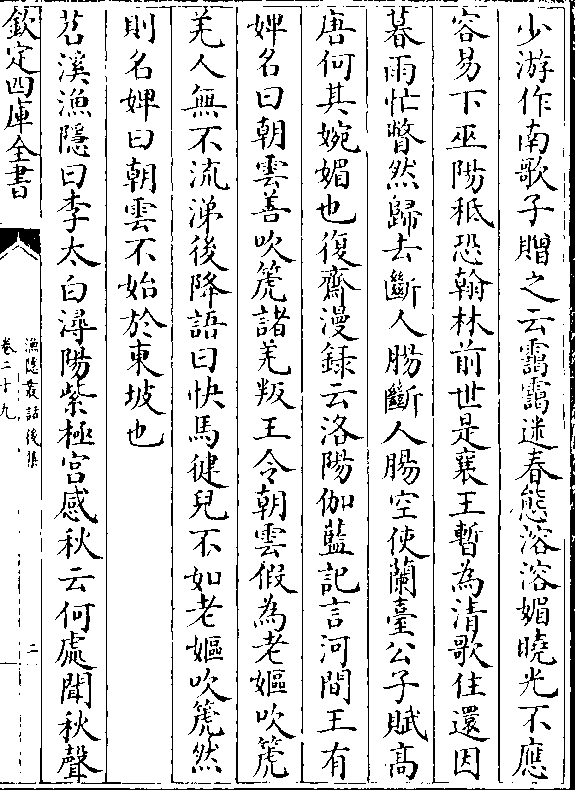 少游作南歌子贈之云靄靄迷春態溶溶媚曉光不應
容易下巫陽秪恐翰林前世是襄王暫為清歌住還因
暮雨忙瞥然歸去斷人腸斷人腸空使蘭臺公子賦高
唐何其婉媚也復齋漫録云洛陽伽藍記言河間王有
婢名曰朝雲善吹箎諸羌叛王令朝雲假為老嫗吹箎
羌人無不流涕後降語曰快馬健兒不如老嫗吹箎然
則名婢曰朝雲不始於東坡也
苕溪漁隱曰李太白潯陽紫極宮感秋云何處聞秋聲
欽定四庫全書
漁隱叢話後集
卷二十九
二